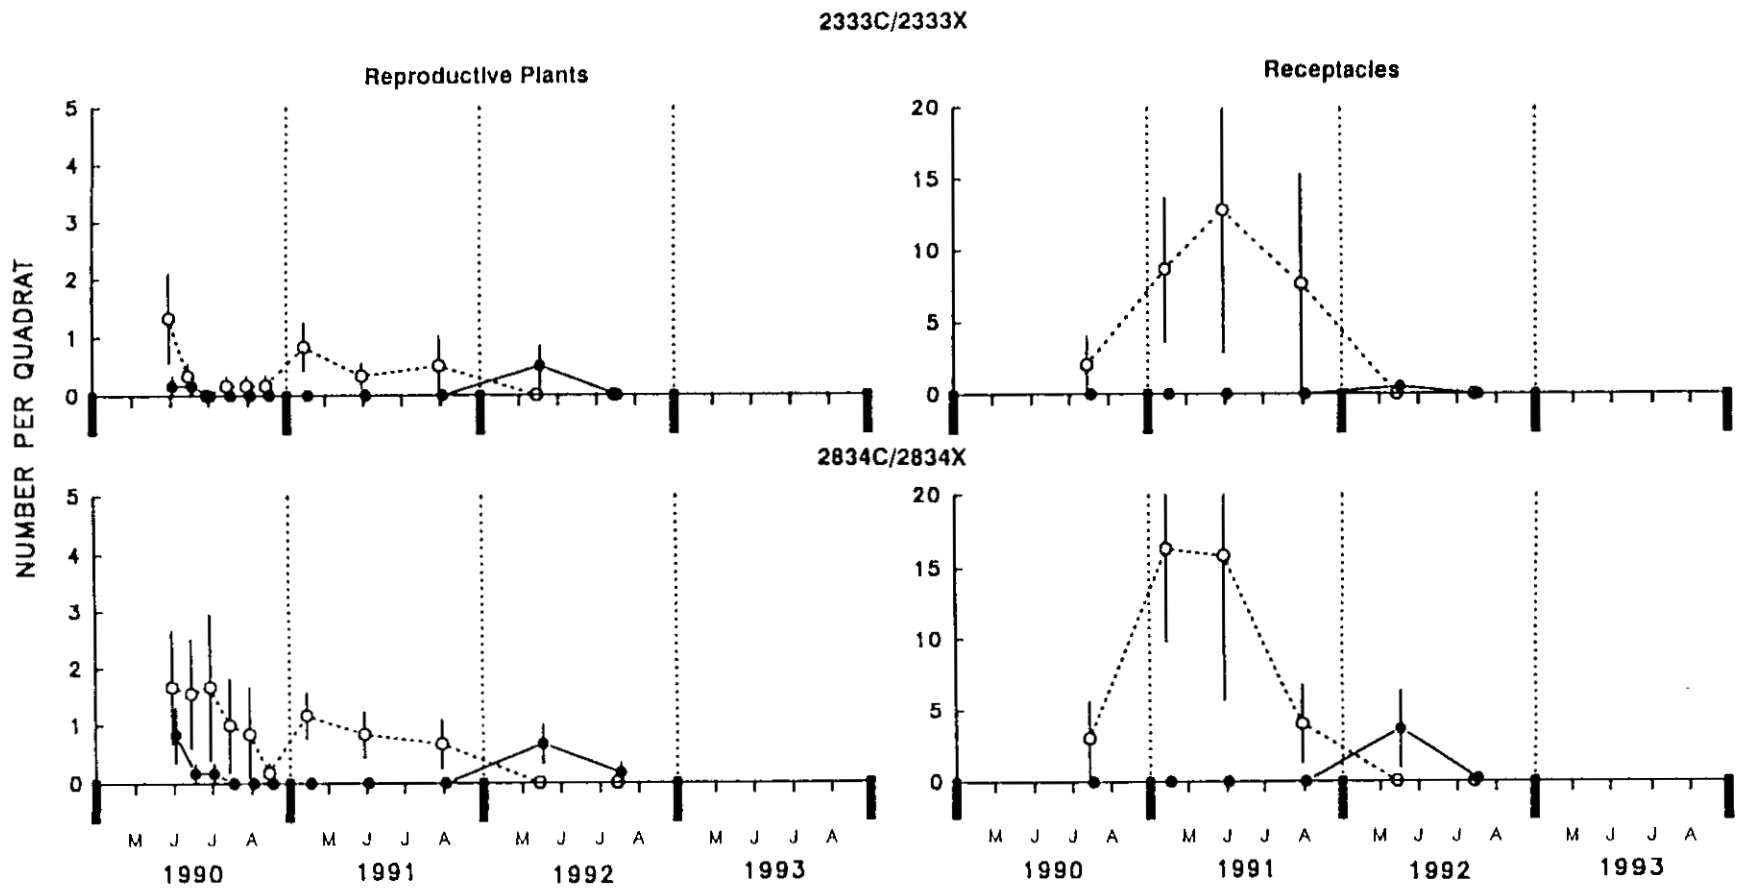 2333C/2333X
Reproductive Plants
Receptacles
5
4
3
2
1
0
20
15
10
5
0
NUMBER PER QUADRAT
2834C/2834X
5
4
3
2
1
0
20
15
10
5
0
M J J A M J J A M J J A M J J A
1990 1991 1992 1993
M J J A M J J A M J J A M J J A
1990 1991 1992 1993